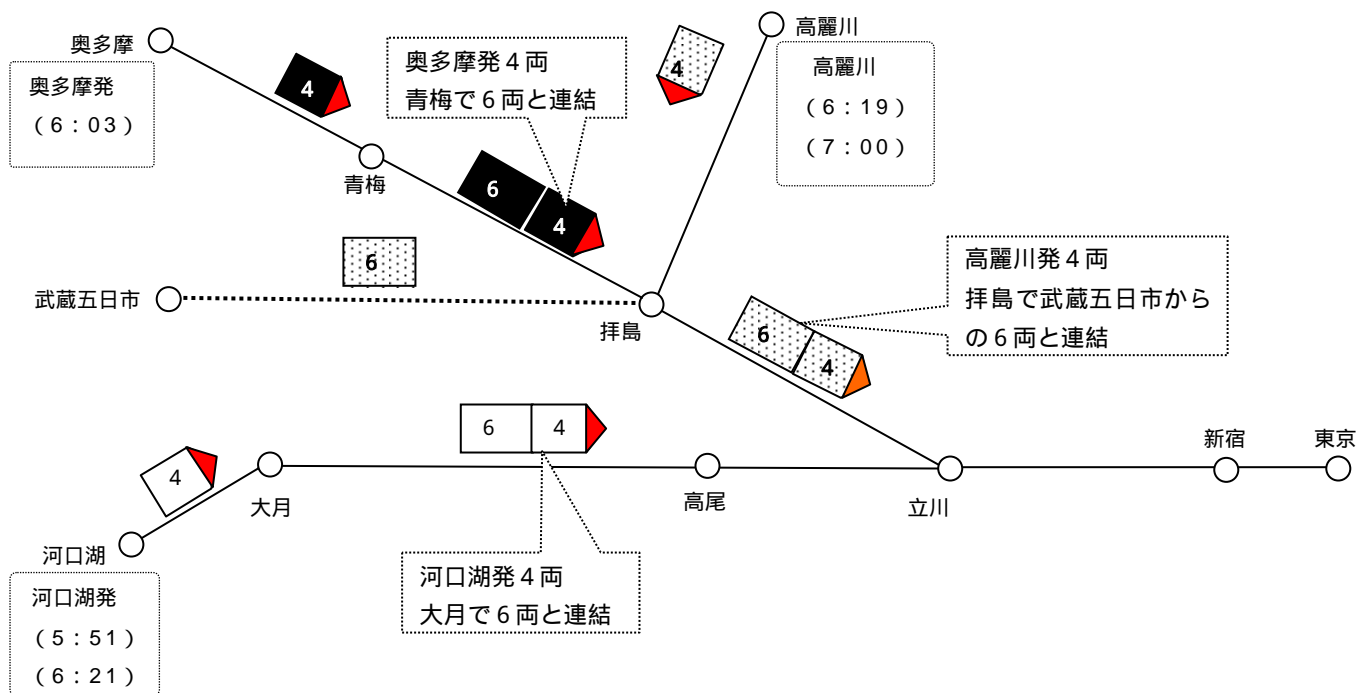 奥多摩
奥多摩発
（６：０３）
4
奥多摩発４両
青梅で６両と連結
4
高麗川
高麗川
（６：１９）
（７：００）
青梅
6
4
6
武蔵五日市
拝島
6
4
高麗川発４両
拝島で武蔵五日市から
の６両と連結
6
4
4
大月
高尾
立川
新宿
東京
河口湖
河口湖発
（５：５１）
（６：２１）
河口湖発４両
大月で６両と連結